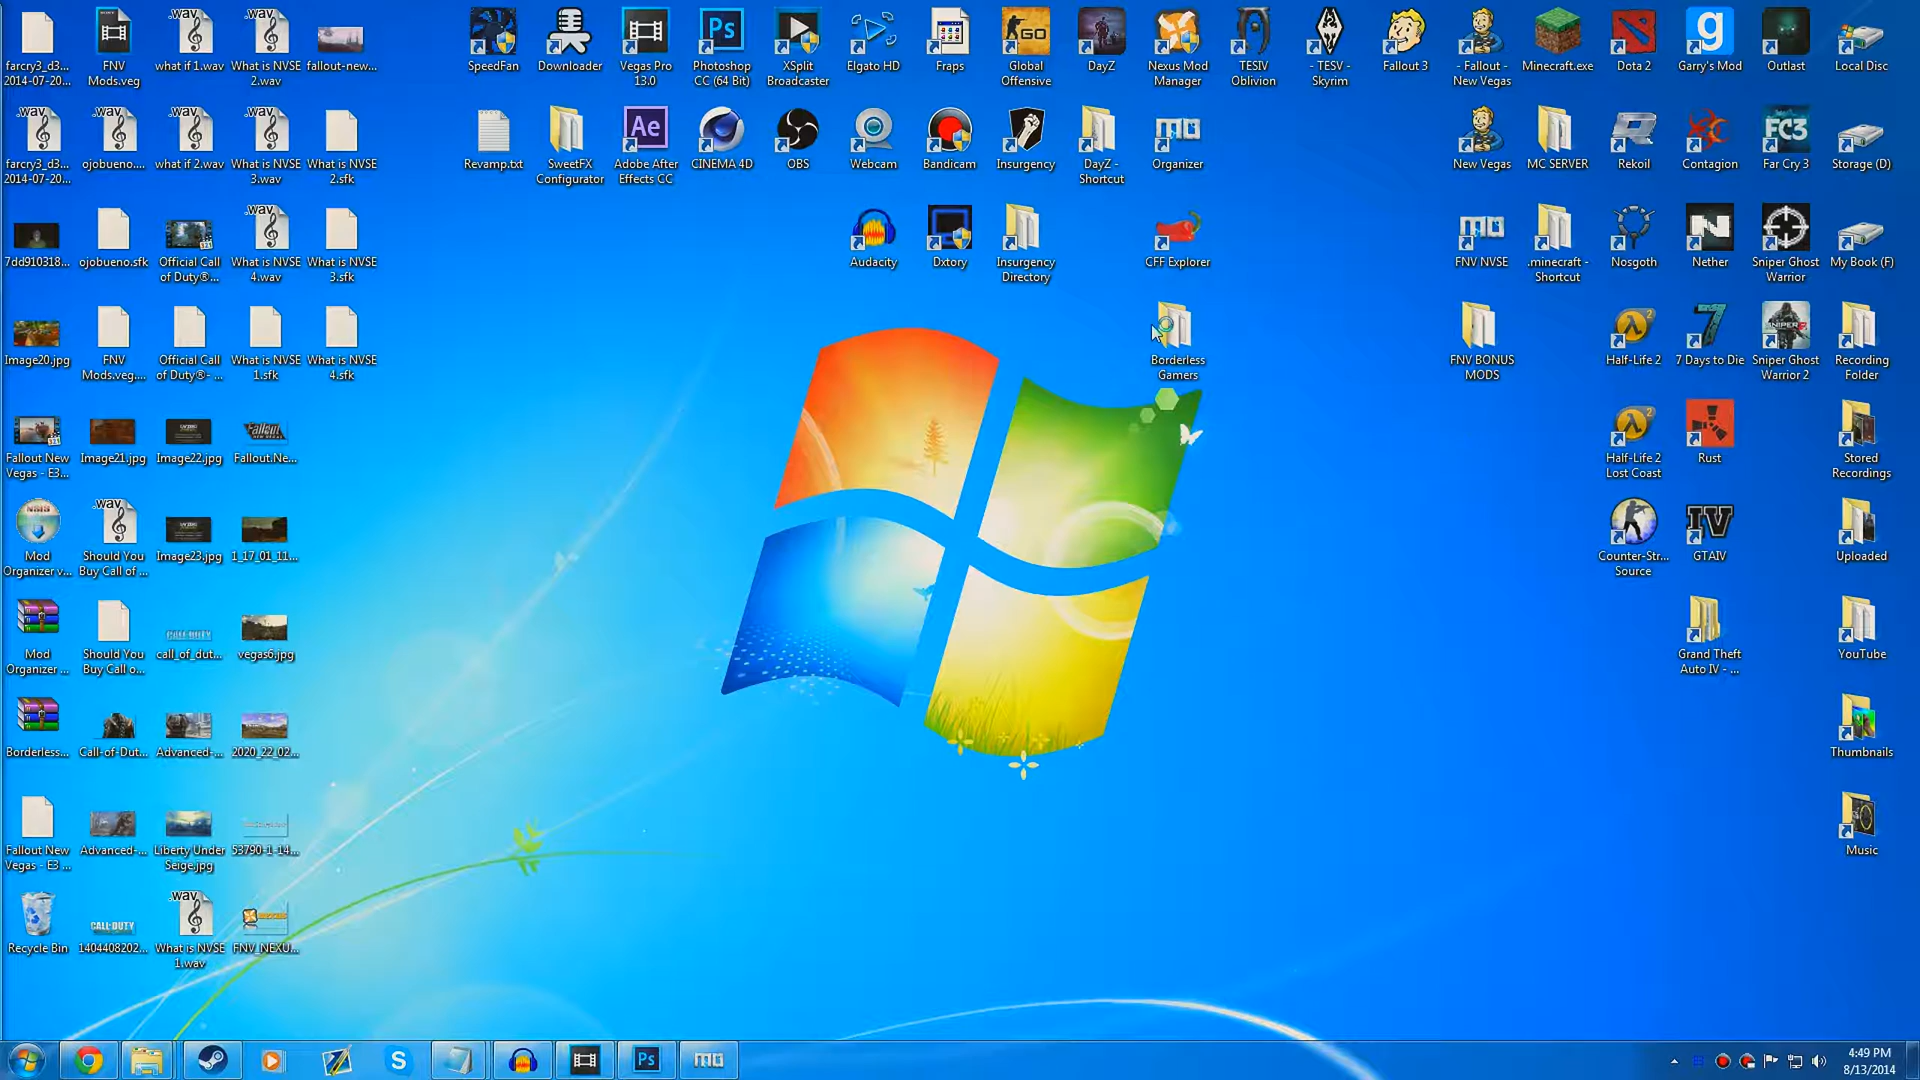 farcry3_d3...
2014-07-20...
FNV
Mods.veg
what if 1.wav
What is NVSE
2.wav
fallout-new...
SpeedFan
Downloader
Vegas Pro
13.0
Photoshop
CC (64 Bit)
XSplit
Broadcaster
Elgato HD
Fraps
Global
Offensive
DayZ
Nexus Mod
Manager
TESIV
Oblivion
- TESV -
Skyrim
Fallout 3
- Fallout -
New Vegas
Minecraft.exe
Dota 2
Garry's Mod
Outlast
Local Disc
farcry3_d3...
2014-07-20...
ojobueno....
what if 2.wav
What is NVSE
3.wav
What is NVSE
2.sfk
Revamp.txt
SweetFX
Configurator
Adobe After
Effects CC
CINEMA 4D
OBS
Webcam
Bandicam
Insurgency
DayZ -
Shortcut
Organizer
New Vegas
MC SERVER
Rekoil
Contagion
Far Cry 3
Storage (D)
7dd910318...
ojobueno.sfk
Official Call
of Duty®...
What is NVSE
4.wav
What is NVSE
3.sfk
Audacity
Dxtory
Insurgency
Directory
CFF Explorer
FNV NVSE
.minecraft -
Shortcut
Nosgoth
Nether
Sniper Ghost
Warrior
My Book (F)
Image20.jpg
FNV
Mods.veg....
Official Call
of Duty®- ...
What is NVSE
1.sfk
What is NVSE
4.sfk
Borderless
Gamers
FNV BONUS
MODS
Half-Life 2
7 Days to Die
Sniper Ghost
Warrior 2
Recording
Folder
Fallout New
Vegas - E3...
Image21.jpg
Image22.jpg
Fallout.Ne...
Half-Life 2
Lost Coast
Rust
Stored
Recordings
Mod
Organizer v...
Should You
Buy Call of ...
Image23.jpg
1_17_01_11...
Counter-Str...
Source
GTAIV
Uploaded
Mod
Organizer ...
Should You
Buy Call o...
call_of_dut...
vegas6.jpg
Grand Theft
Auto IV - ...
YouTube
Borderless...
Call-of-Dut...
Advanced-...
2020_22_02...
Thumbnails
Fallout New
Vegas - E3 ...
Advanced-...
Liberty Under
Seige.jpg
53790-1-14...
Music
Recycle Bin
1404408202...
What is NVSE
1.wav
FNV_NEXU...
4:49 PM
8/13/2014